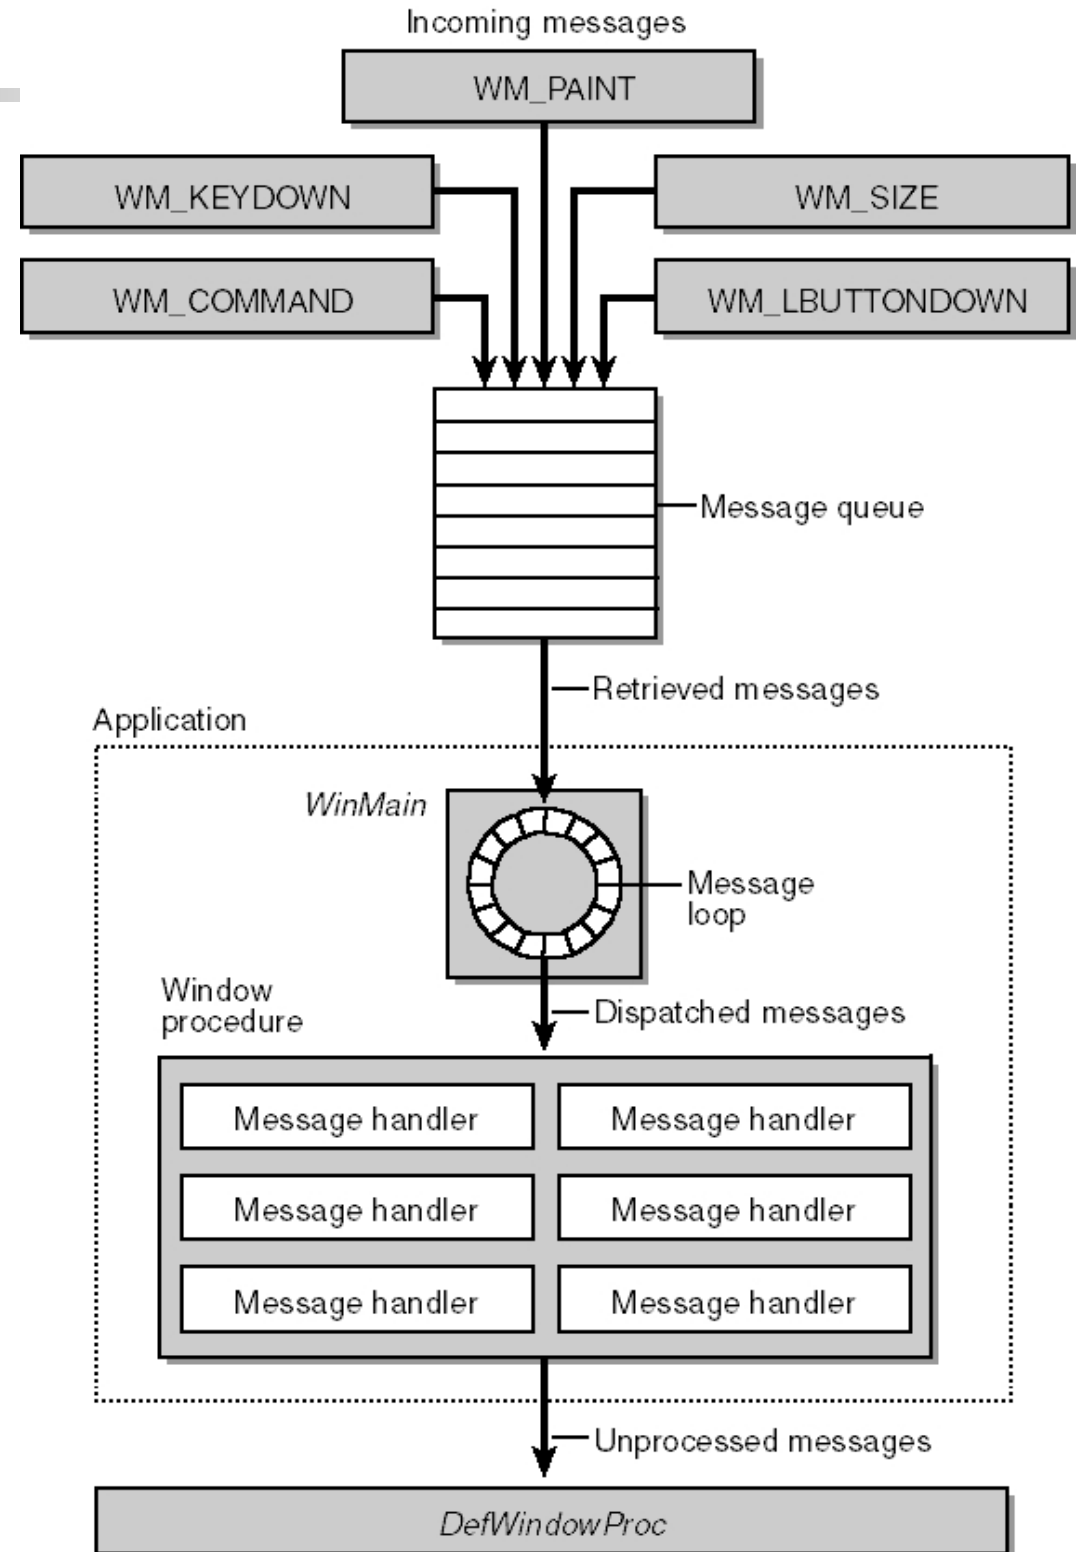 Incoming messages
WM_PAINT
WM_KEYDOWN
WM_SIZE
WM_COMMAND
WM_LBUTTONDOWN
Message queue
Retrieved messages
Application
WinMain
Message
loop
Window
procedure
Dispatched messages
Message handler
Message handler
Message handler
Message handler
Message handler
Message handler
Unprocessed messages
DefWindowProc